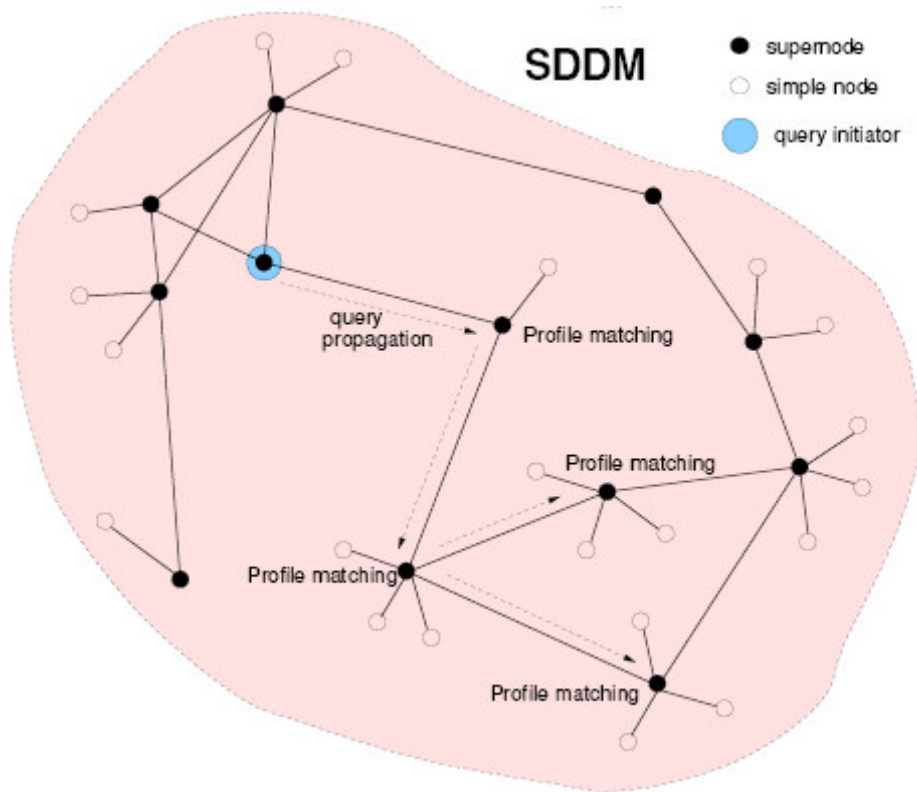 SDDM
supernode
simple node
query initiator
query
propagation
Profile matching
Profile matching
Profile matching
Profile matching